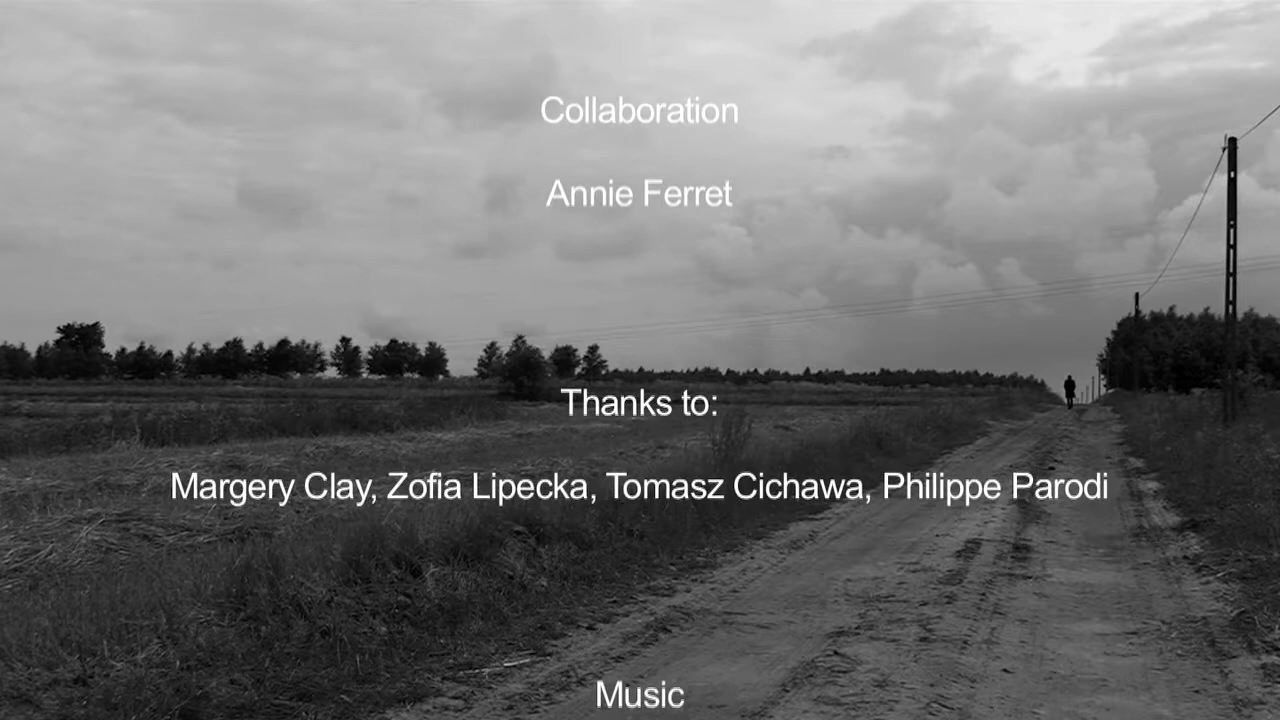 Collaboration
Annie Ferret
Thanks to:
Margery Clay, Zofia Lipecka, Tomasz Cichawa, Philippe Parodi
Music